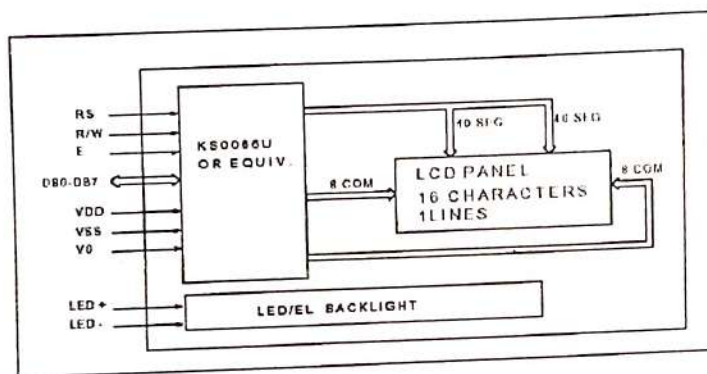 RS
R/W
E
DB0-DB7
VDD
VSS
V0
LED+
LED-
KS0066U
OR EQUIV.
40 SEG
40 SEG
8 COM
LCD PANEL
16 CHARACTERS
1LINES
8 COM
LED/EL BACKLIGHT